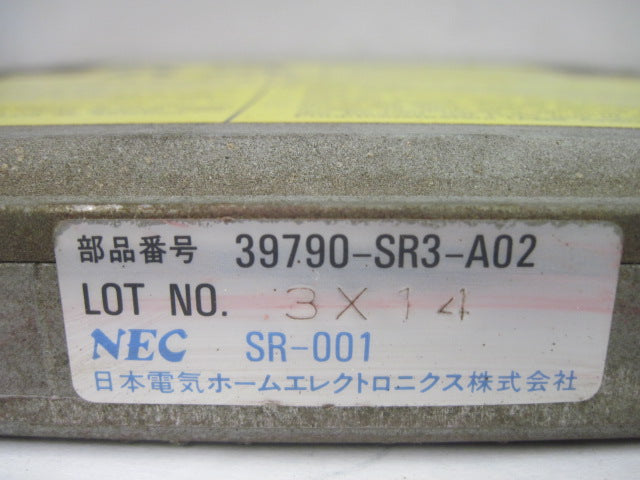 部品番号 39790-SR3-A02
LOT NO. 3X14
NEC SR-001
日本電気ホームエレクトロニクス株式会社